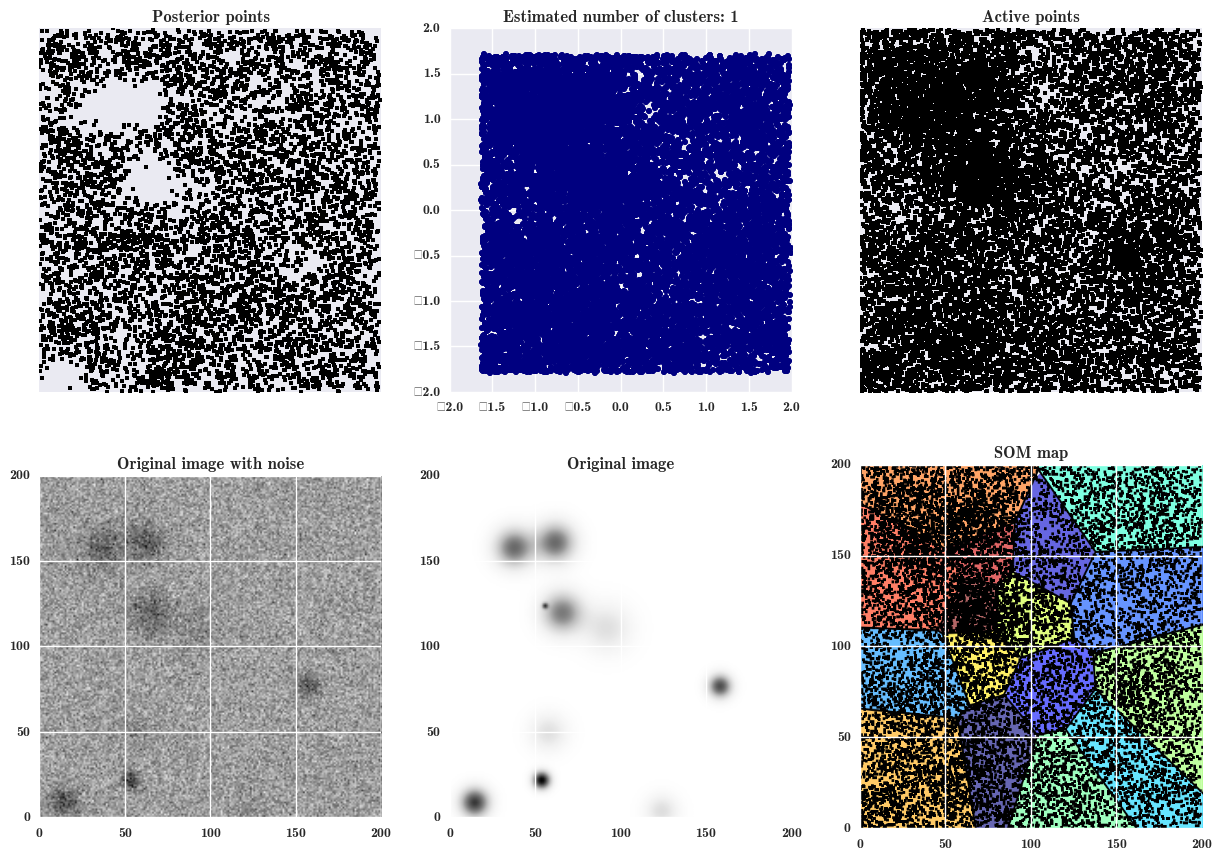 Posterior points
Estimated number of clusters: 1
Active points
2.0
1.5
1.0
0.5
0.0
□0.5
□1.0
□1.5
□2.0
□2.0 □1.5 □1.0 □0.5 0.0 0.5 1.0 1.5 2.0
Original image with noise
Original image
SOM map
200
150
100
50
0
0 50 100 150 200
200
150
100
50
0
0 50 100 150 200
200
150
100
50
0
0 50 100 150 200